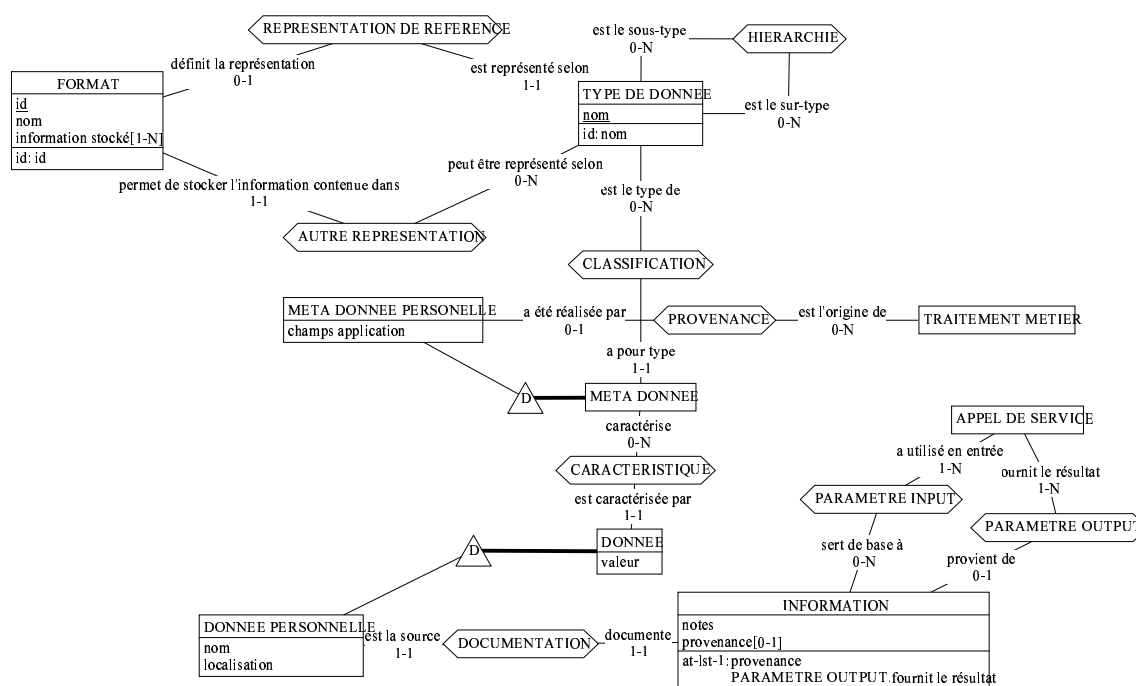 REPRESENTATION DE REFERENCE
est le sous-type
0-N
HIERARCHIE
définit la représentation
0-1
est représenté selon
1-1
FORMAT
id
nom
information stocké[1-N]
id: id
TYPE DE DONNEE
nom
id: nom
est le sur-type
0-N
peut être représenté selon
0-N
permet de stocker l'information contenue dans
1-1
est le type de
0-N
AUTRE REPRESENTATION
CLASSIFICATION
META DONNEE PERSONELLE
champs application
a été réalisée par
0-1
PROVENANCE
est l'origine de
0-N
TRAITEMENT METIER
a pour type
1-1
D
META DONNEE
caractérise
0-N
APPEL DE SERVICE
a utilisé en entrée
1-N
ournit le résultat
1-N
CARACTERISTIQUE
est caractérisée par
1-1
PARAMETRE INPUT
PARAMETRE OUTPUT
D
DONNEE
valeur
sert de base à
0-N
provient de
0-1
DONNEE PERSONNELLE
nom
localisation
est la source
1-1
DOCUMENTATION
documente
1-1
INFORMATION
notes
provenance[0-1]
at-lst-1: provenance
PARAMETRE OUTPUT.fournit le résultat